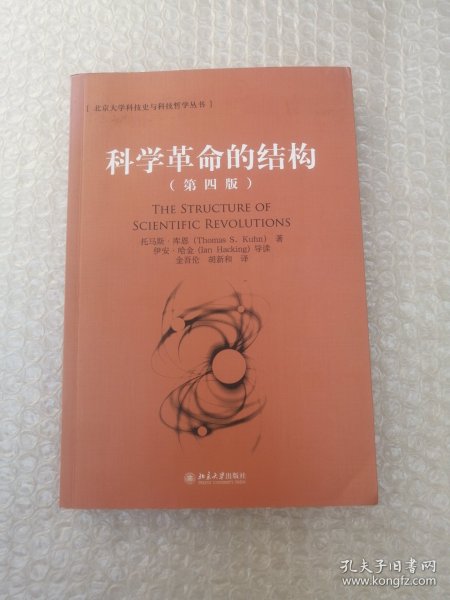 [ 北京大学科技史与科技哲学丛书 ]
科学革命的结构
（第四版）
THE STRUCTURE OF
SCIENTIFIC REVOLUTIONS
托马斯·库恩 (Thomas S. Kuhn) 著
伊安·哈金 (Ian Hacking) 导读
金吾伦 胡新和 译
北京大学出版社
PEKING UNIVERSITY PRESS
孔夫子旧书网
www.kongfz.com